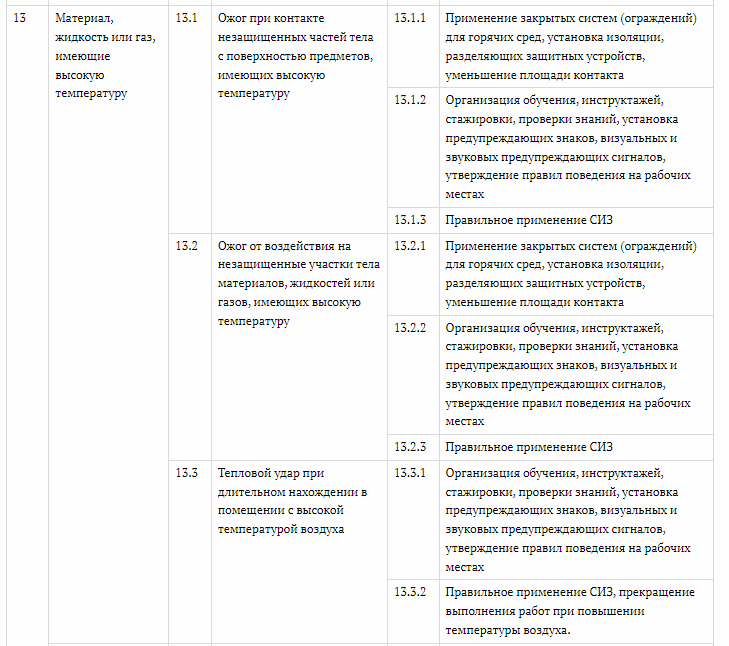 13
Материал,
жидкость или газ,
имеющие
высокую
температуру
13.1
Ожог при контакте
незащищенных частей тела
с поверхностью предметов,
имеющих высокую
температуру
13.1.1
Применение закрытых систем (ограждений)
для горячих сред, установка изоляции,
разделяющих защитных устройств,
уменьшение площади контакта
13.1.2
Организация обучения, инструктажей,
стажировки, проверки знаний, установка
предупреждающих знаков, визуальных и
звуковых предупреждающих сигналов,
утверждение правил поведения на рабочих
местах
13.1.3
Правильное применение СИЗ
13.2
Ожог от воздействия на
незащищенные участки тела
материалов, жидкостей или
газов, имеющих высокую
температуру
13.2.1
Применение закрытых систем (ограждений)
для горячих сред, установка изоляции,
разделяющих защитных устройств,
уменьшение площади контакта
13.2.2
Организация обучения, инструктажей,
стажировки, проверки знаний, установка
предупреждающих знаков, визуальных и
звуковых предупреждающих сигналов,
утверждение правил поведения на рабочих
местах
13.2.3
Правильное применение СИЗ
13.3
Тепловой удар при
длительном нахождении в
помещении с высокой
температурой воздуха
13.3.1
Организация обучения, инструктажей,
стажировки, проверки знаний, установка
предупреждающих знаков, визуальных и
звуковых предупреждающих сигналов,
утверждение правил поведения на рабочих
местах
13.3.2
Правильное применение СИЗ, прекращение
выполнения работ при повышении
температуры воздуха.